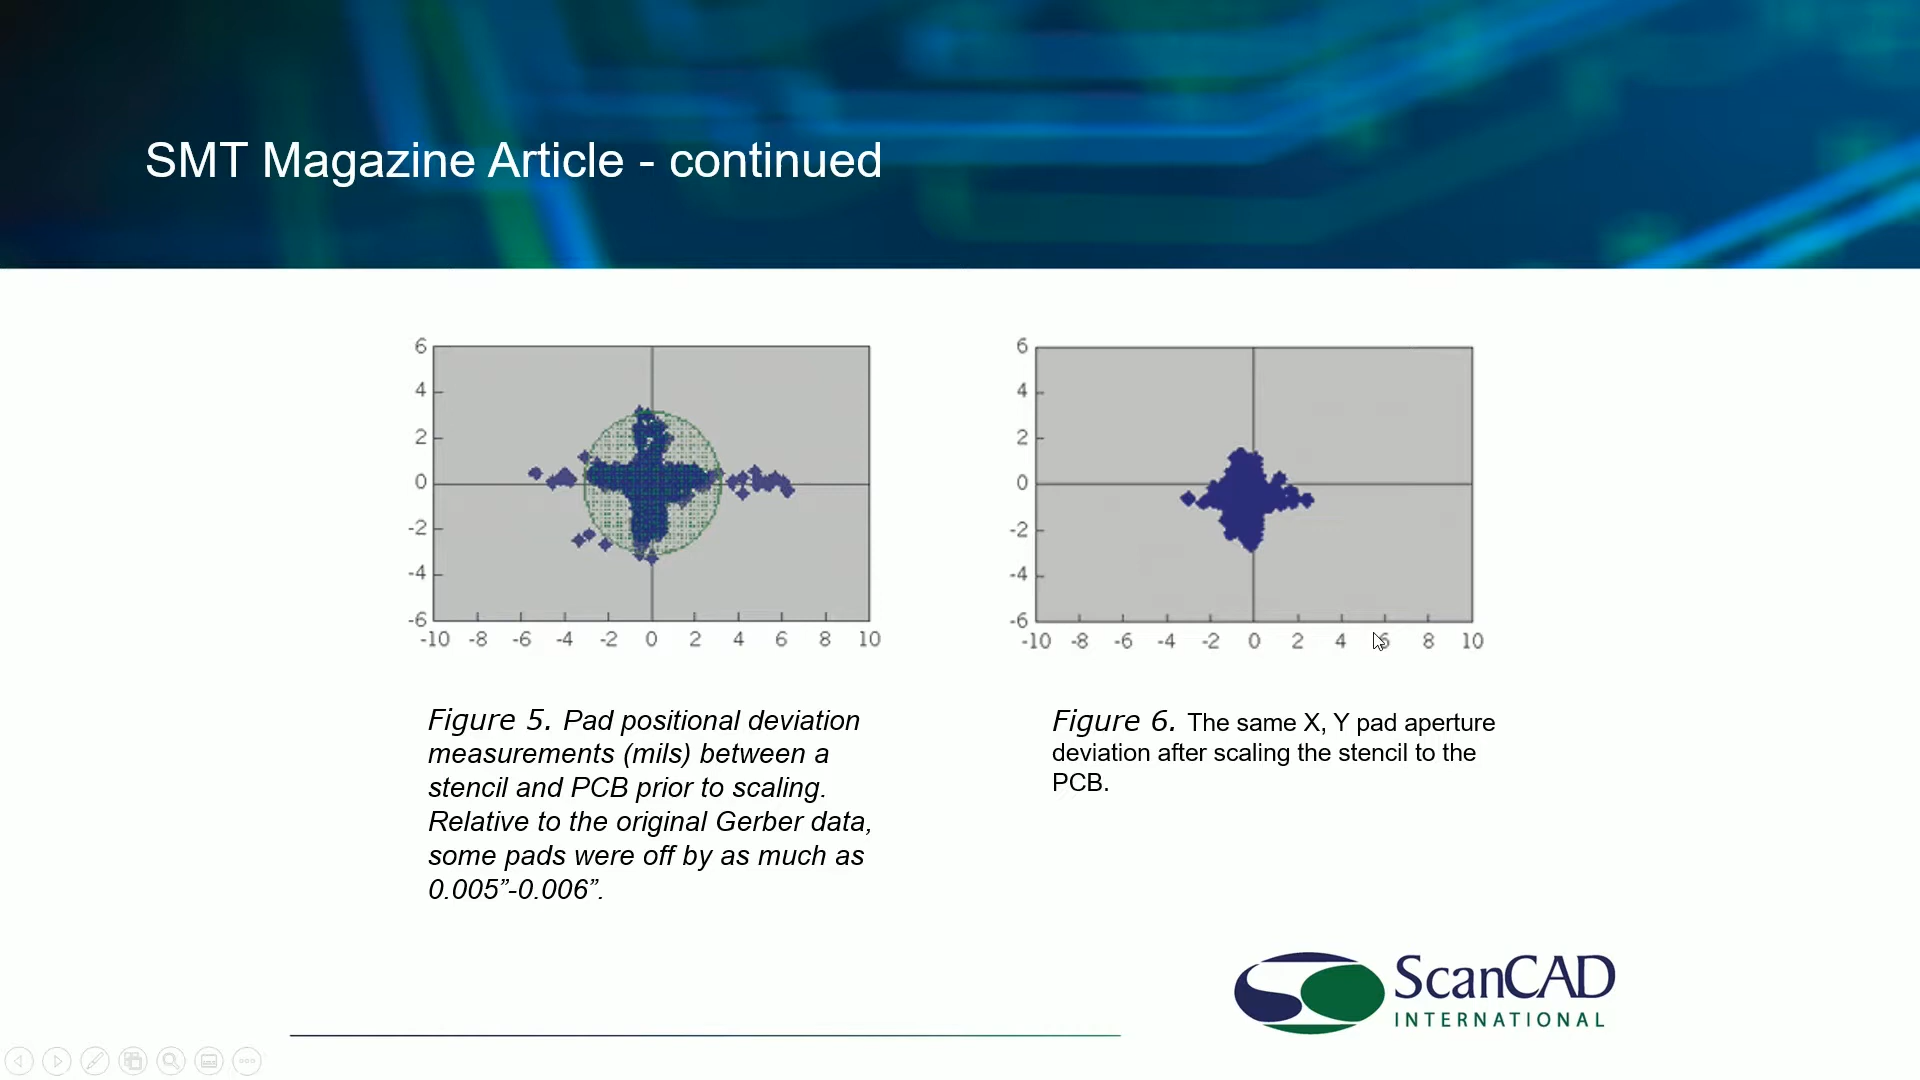 SMT Magazine Article - continued
6
4
2
0
-2
-4
-6
-10 -8 -6 -4 -2 0 2 4 6 8 10
6
4
2
0
-2
-4
-6
-10 -8 -6 -4 -2 0 2 4 6 8 10
Figure 5. Pad positional deviation
measurements (mils) between a
stencil and PCB prior to scaling.
Relative to the original Gerber data,
some pads were off by as much as
0.005”-0.006”.
Figure 6. The same X, Y pad aperture
deviation after scaling the stencil to the
PCB.
ScanCAD
INTERNATIONAL